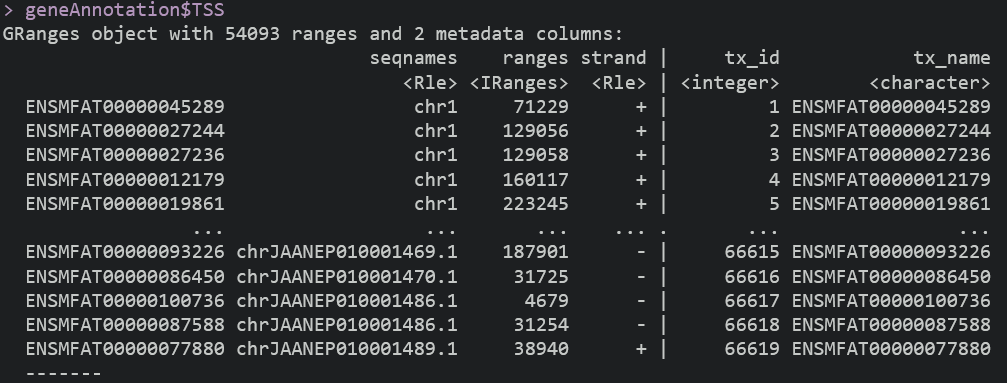 > geneAnnotation$TSS
GRanges object with 54093 ranges and 2 metadata columns:
seqnames ranges strand | tx_id tx_name
<Rle> <IRanges> <Rle> | <integer> <character>
ENSMFAT00000045289 chr1 71229 + | 1 ENSMFAT00000045289
ENSMFAT00000027244 chr1 129056 + | 2 ENSMFAT00000027244
ENSMFAT00000027236 chr1 129058 + | 3 ENSMFAT00000027236
ENSMFAT00000012179 chr1 160117 + | 4 ENSMFAT00000012179
ENSMFAT00000019861 chr1 223245 + | 5 ENSMFAT00000019861
... ... ... ... . ... ...
ENSMFAT00000093226 chrJAANEP010001469.1 187901 - | 66615 ENSMFAT00000093226
ENSMFAT00000086450 chrJAANEP010001470.1 31725 - | 66616 ENSMFAT00000086450
ENSMFAT00000100736 chrJAANEP010001486.1 4679 - | 66617 ENSMFAT00000100736
ENSMFAT00000087588 chrJAANEP010001486.1 31254 - | 66618 ENSMFAT00000087588
ENSMFAT00000077880 chrJAANEP010001489.1 38940 + | 66619 ENSMFAT00000077880
-------